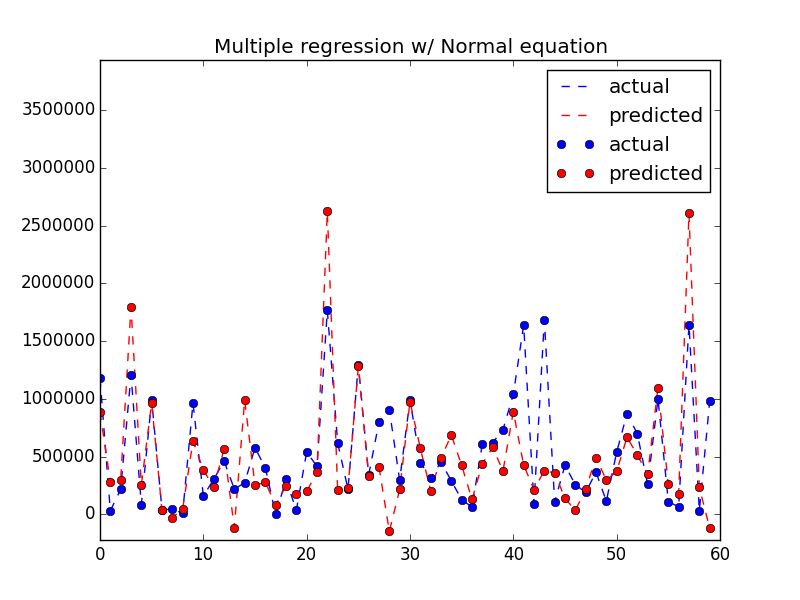 Multiple regression w/ Normal equation
actual
predicted
actual
predicted
3500000
3000000
2500000
2000000
1500000
1000000
500000
0
0 10 20 30 40 50 60